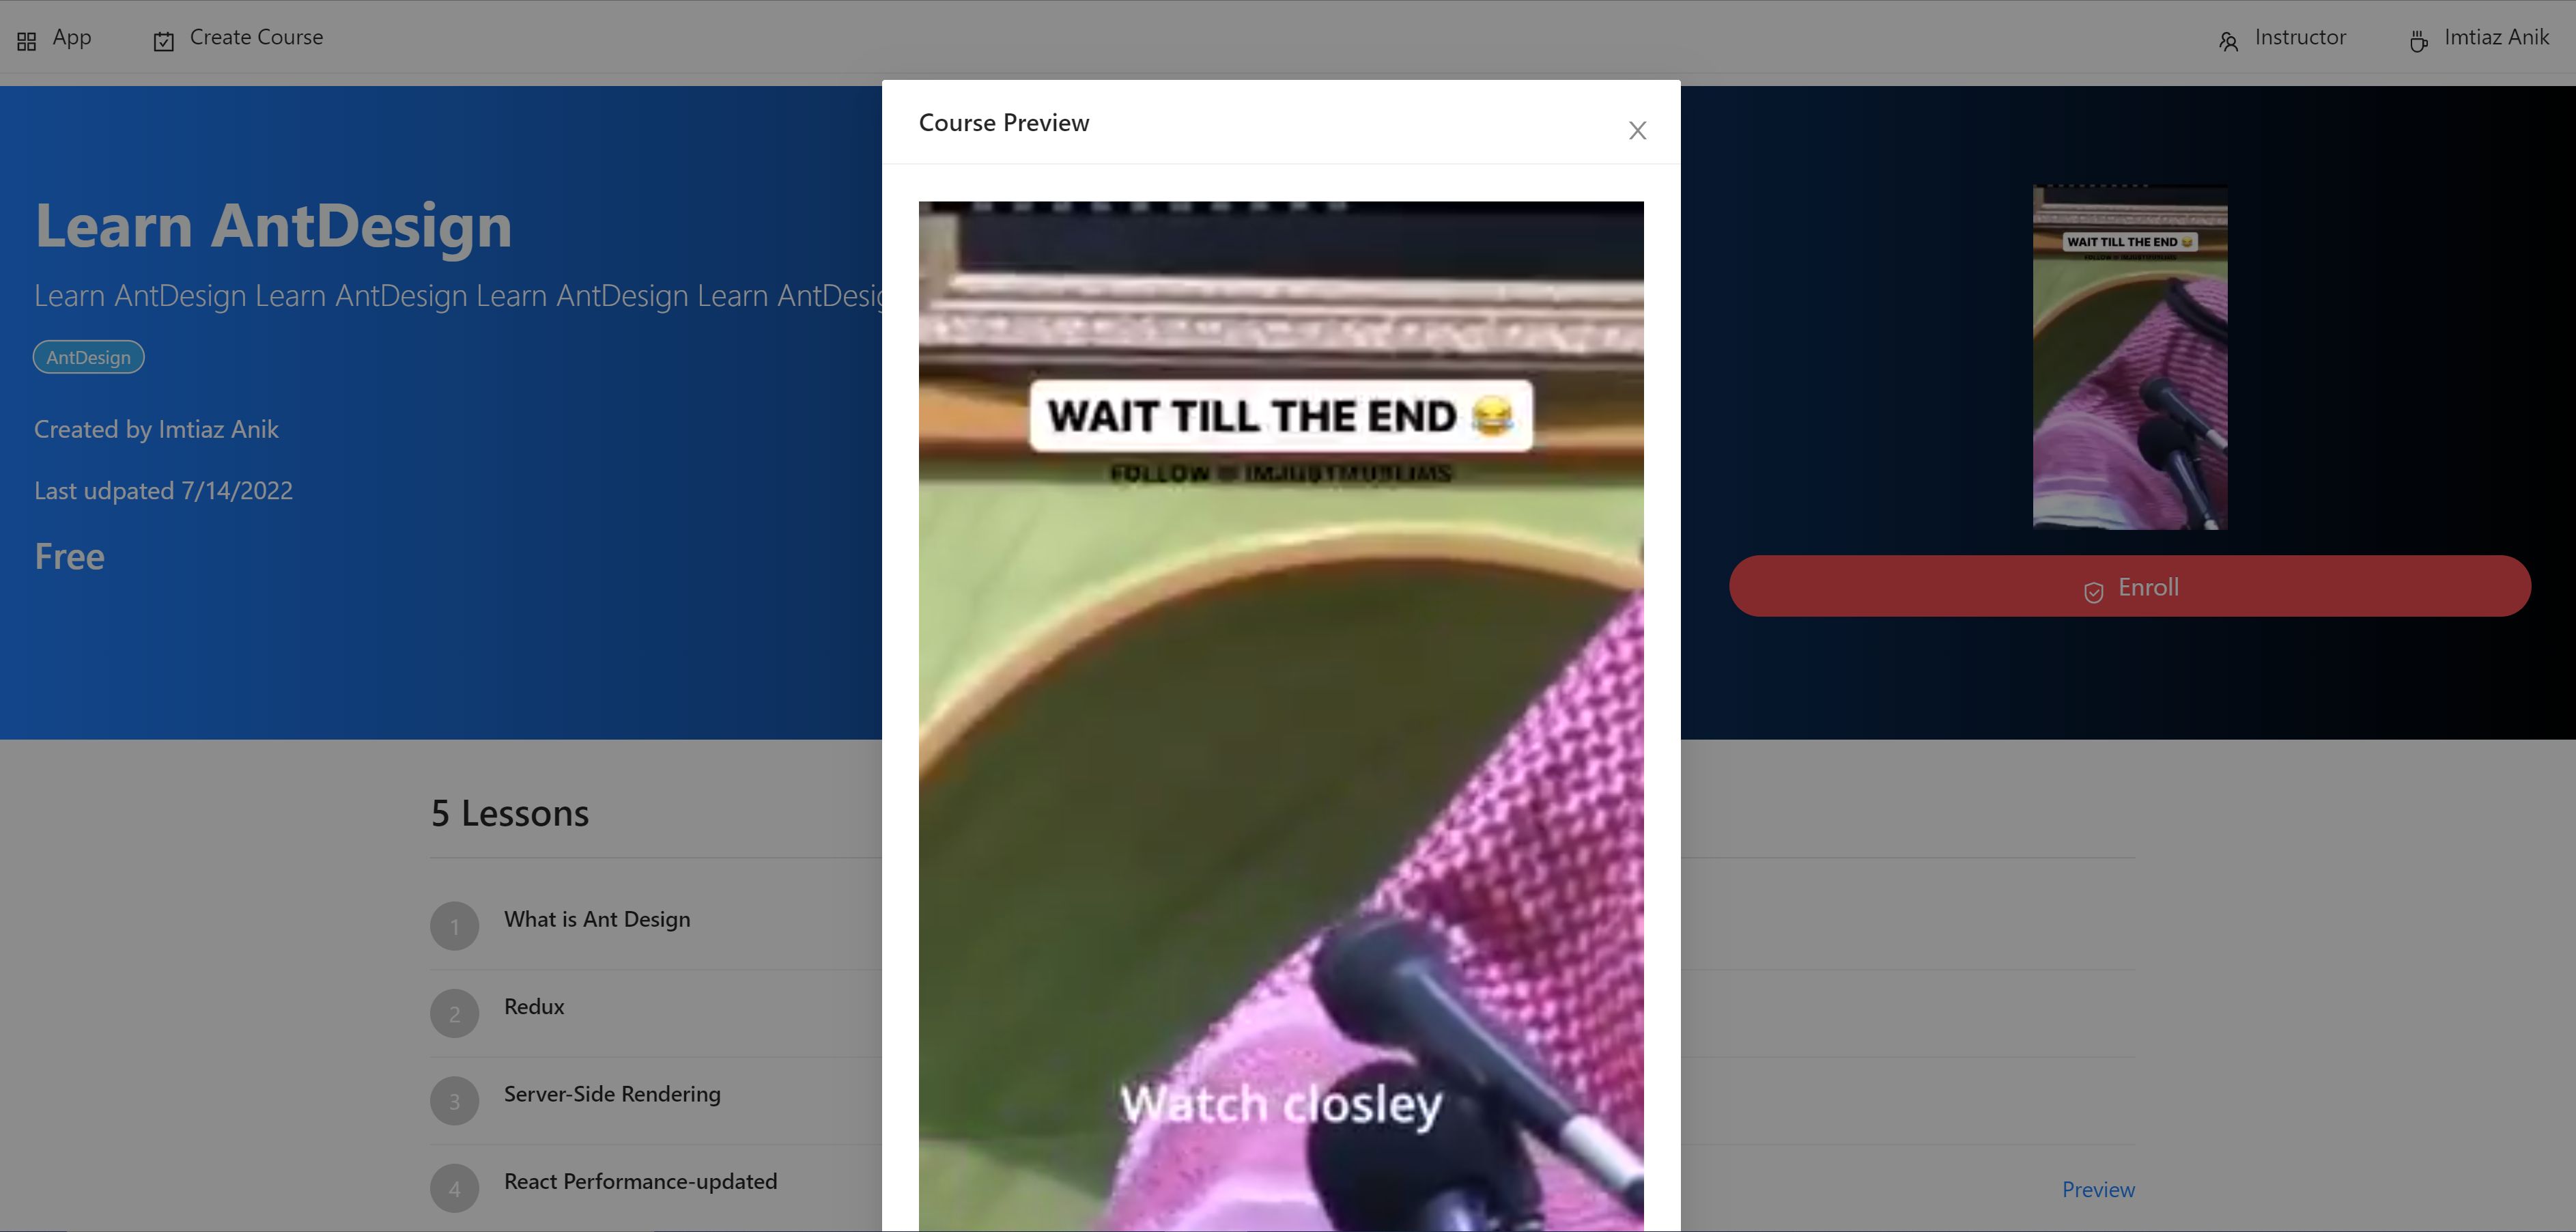 App
Create Course
Instructor
Imtiaz Anik
Course Preview
Learn AntDesign
Learn AntDesign Learn AntDesign Learn AntDesign Learn
AntDesign
Created by Imtiaz Anik
Last udpated 7/14/2022
Free
WAIT TILL THE END 😂
FOLLOW
Watch closley
WAIT TILL THE END 😂
Enroll
5 Lessons
1 What is Ant Design
2 Redux
3 Server-Side Rendering
4 React Performance-updated
Preview